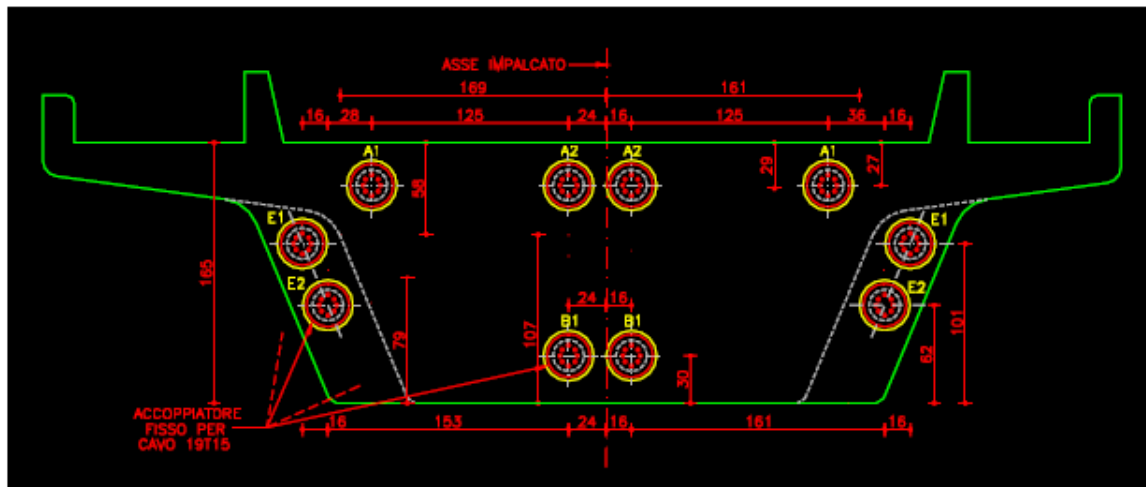 ASSE IMPALCATO
169 161
16 28 125 24 16 125 36 16
A1 A2 A2 A1
58 29 27
E1 E1
165
E2 E2
79 107 24 16 101
B1 B1
62
30
ACCOPPIATORE
FISSO PER
CAVO 19T15
16 153 24 16 161 16